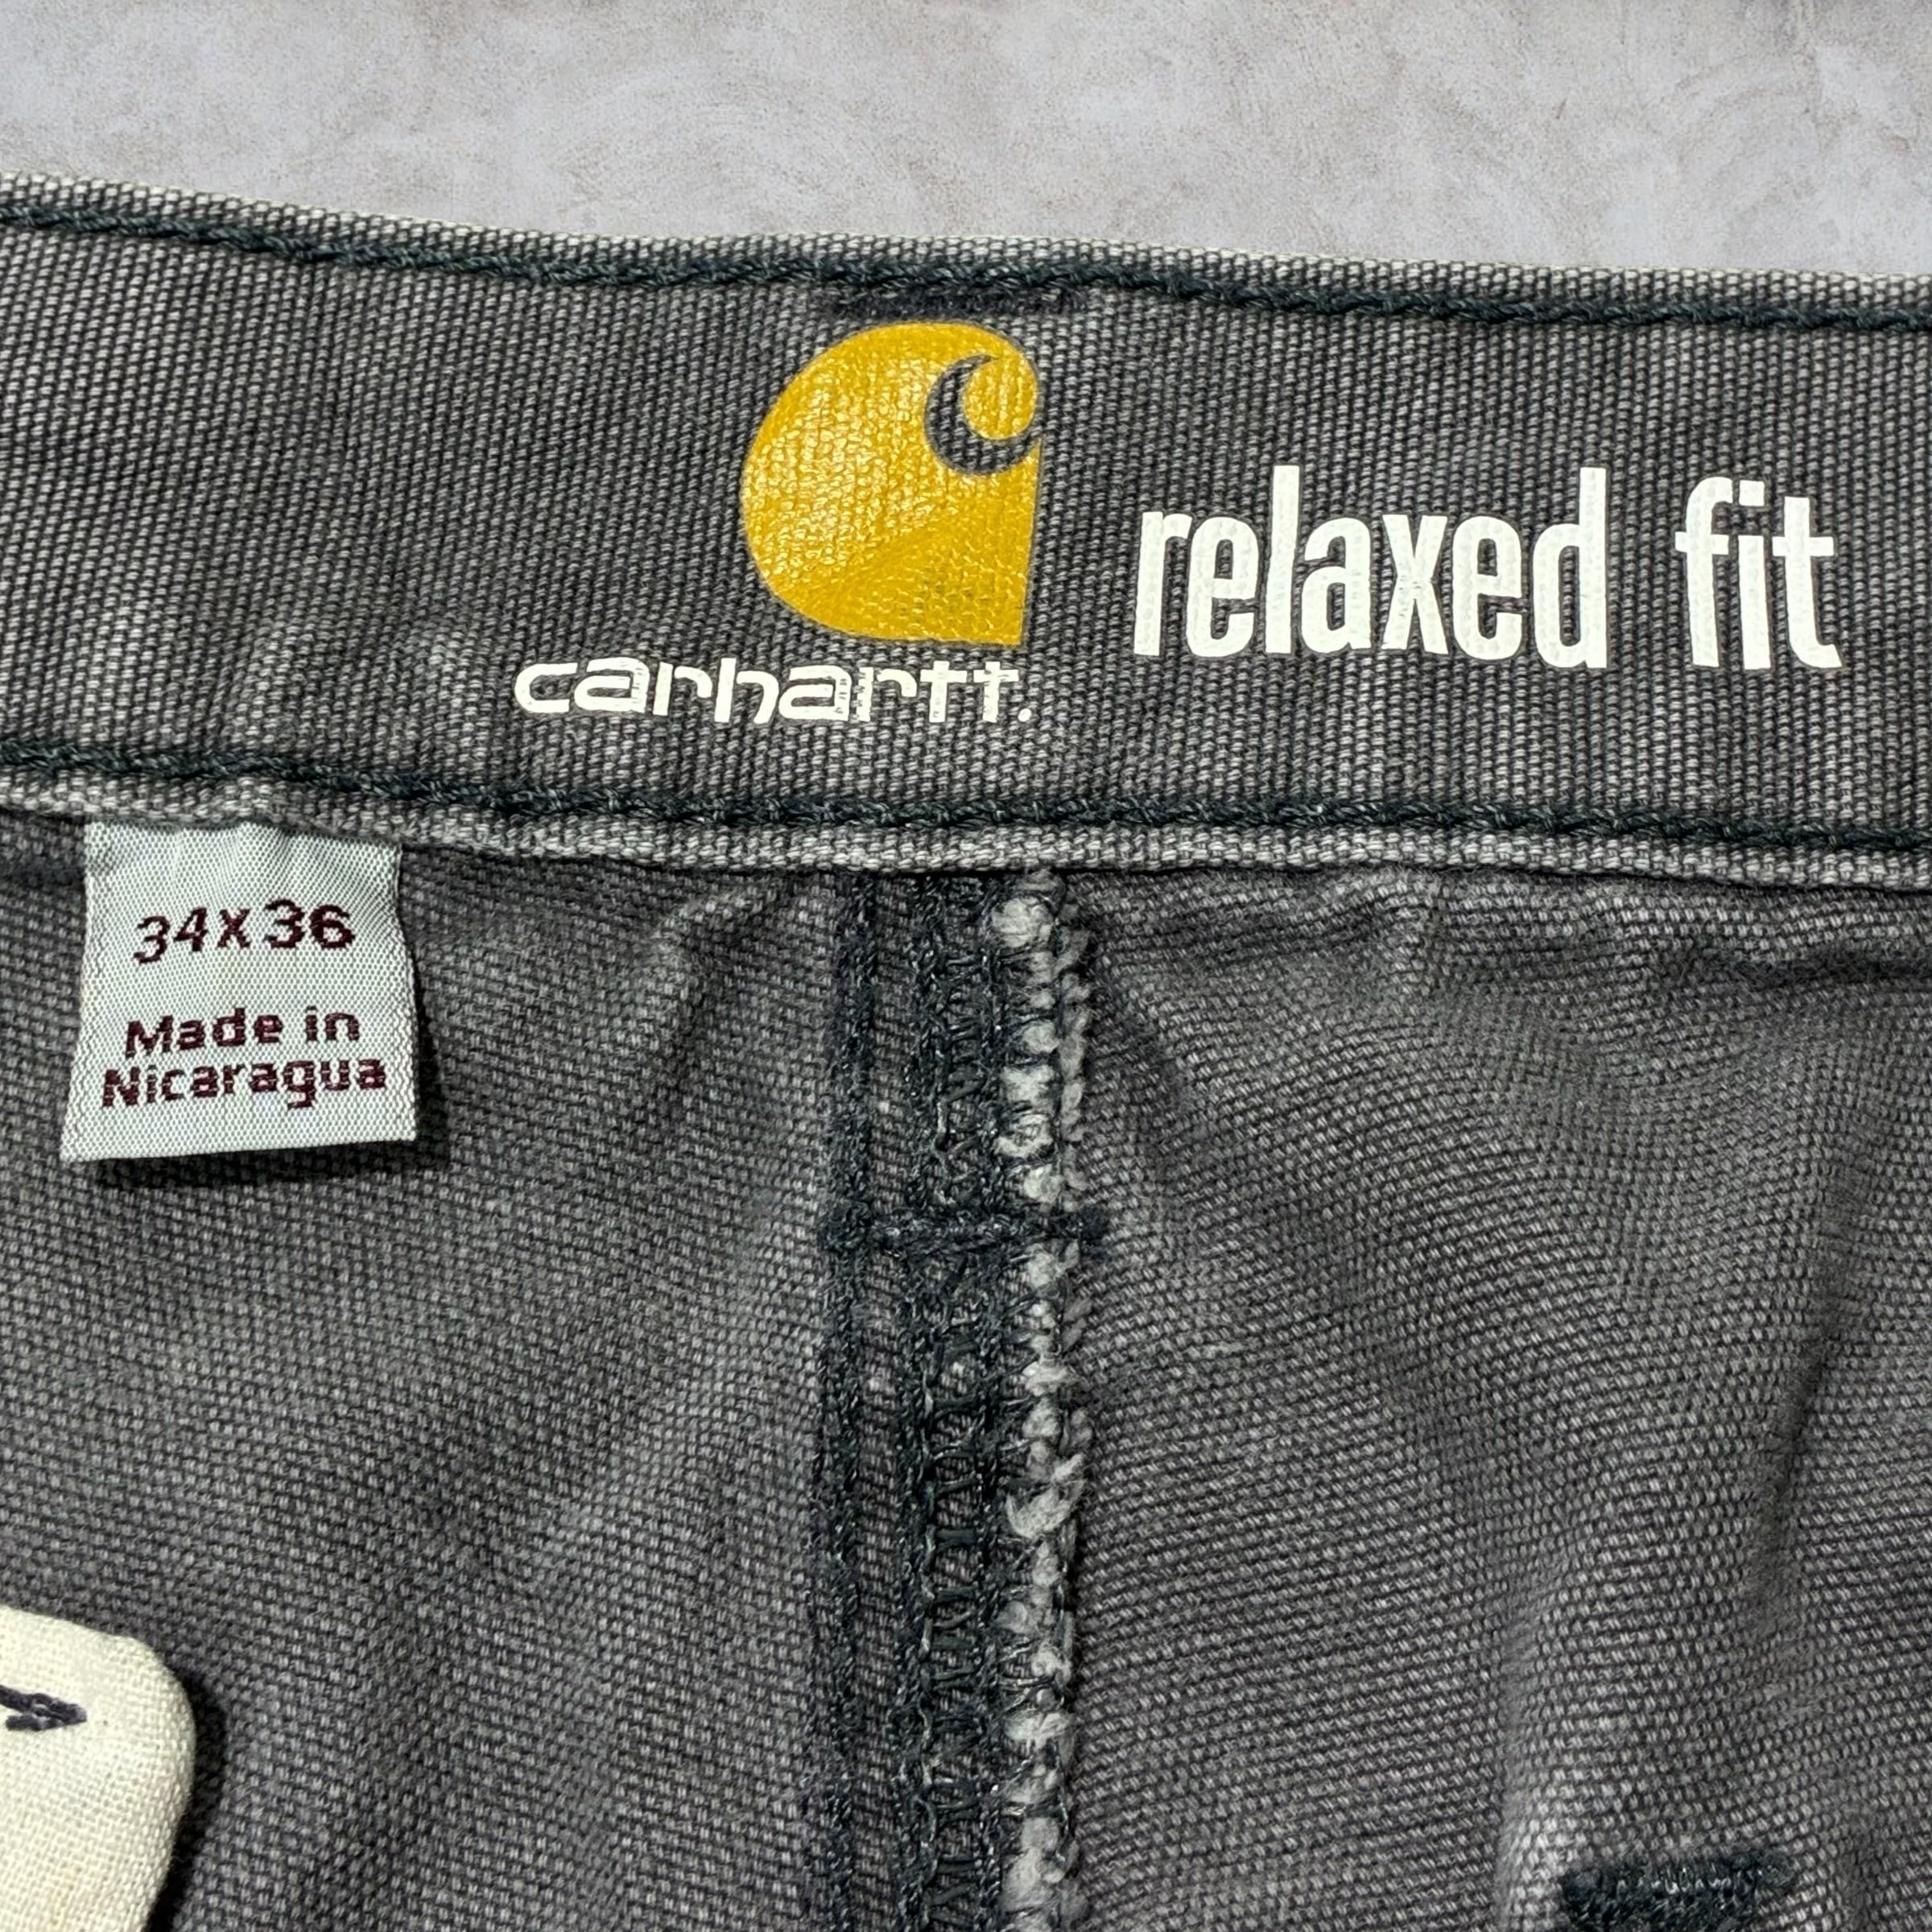 relaxed fit
carhartt.
34X36
Made in
Nicaragua